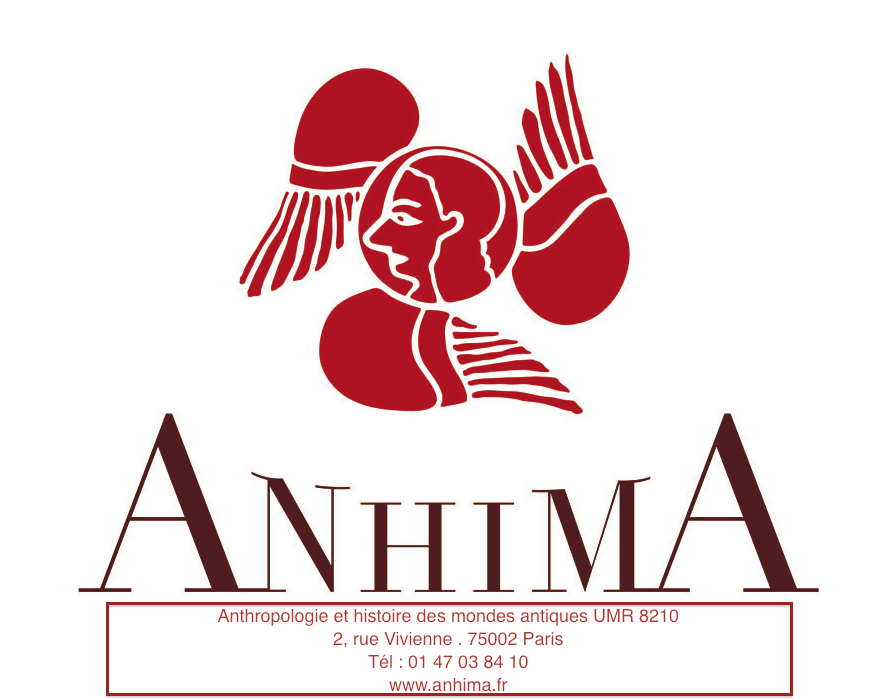 ANHIMA
Anthropologie et histoire des mondes antiques UMR 8210
2, rue Vivienne . 75002 Paris
Tél : 01 47 03 84 10
www.anhima.fr